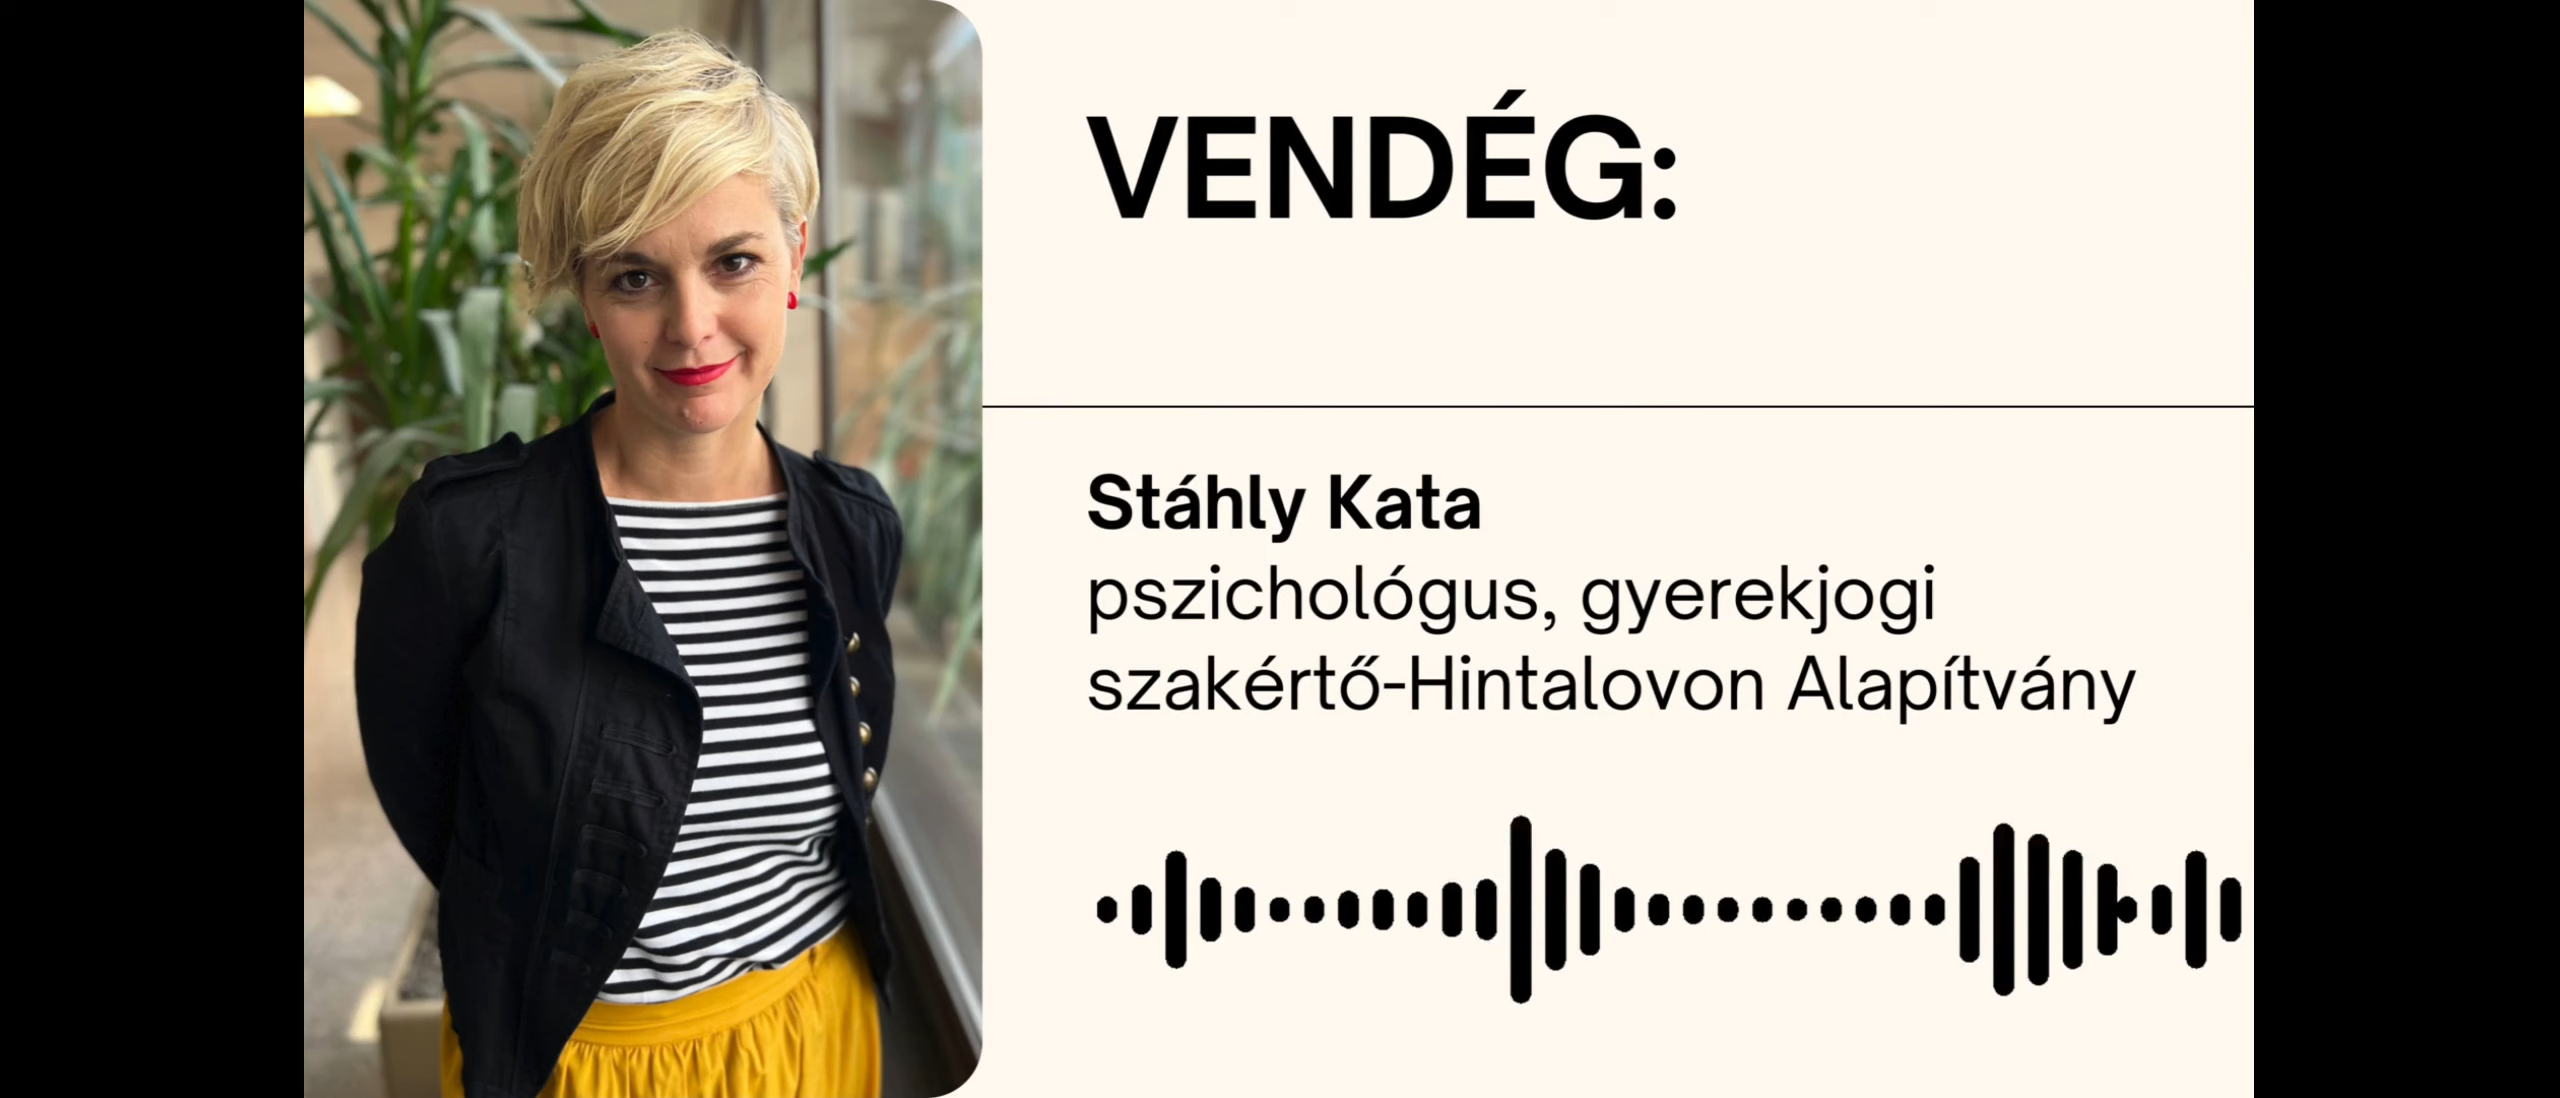 VENDÉG:
Stáhly Kata
pszichológus, gyerekjogi
szakértő-Hintalovon Alapítvány